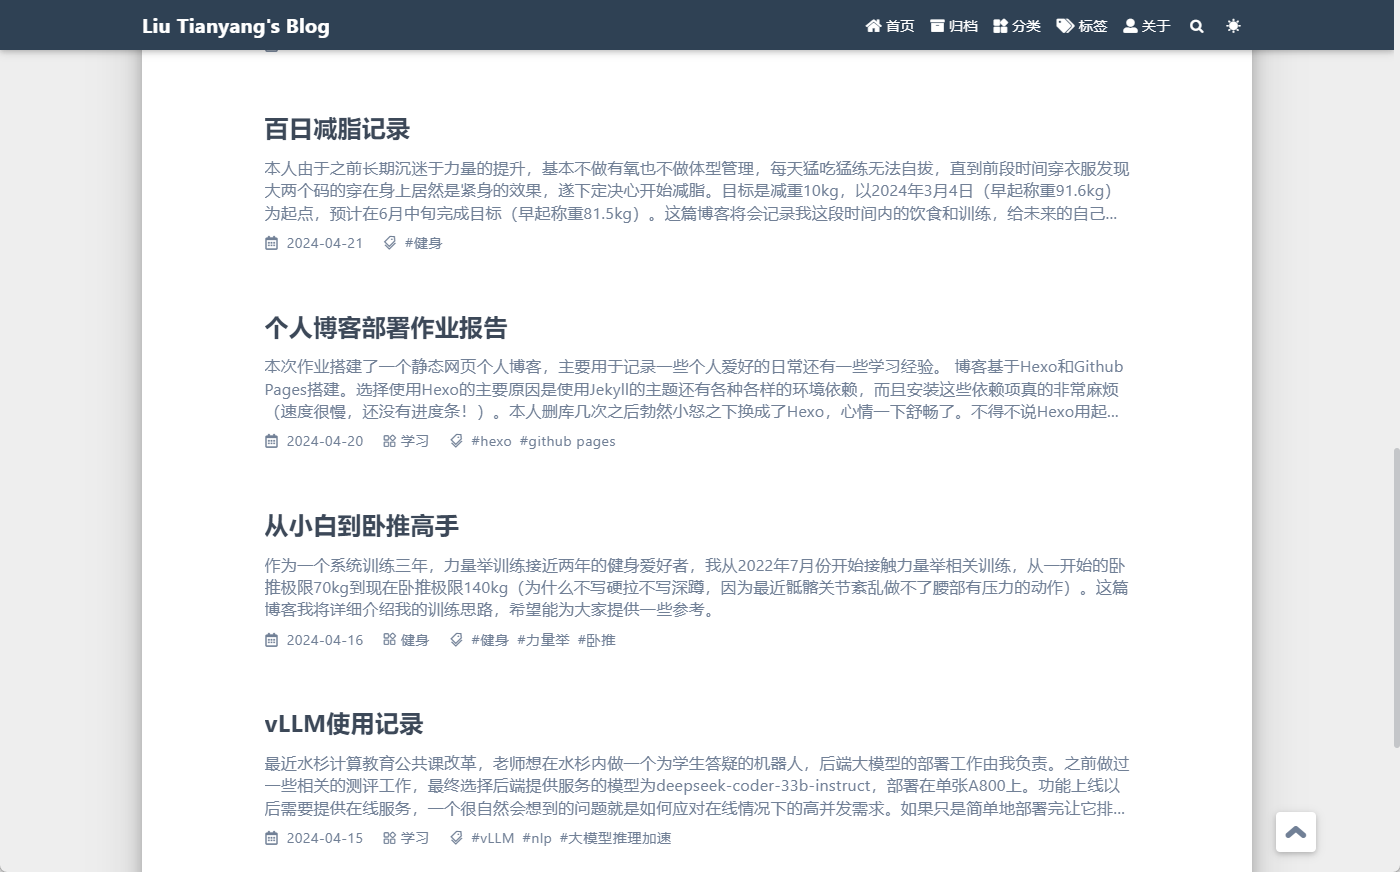 Liu Tianyang's Blog
首页 归档 分类 标签 关于
百日减脂记录
本人由于之前长期沉迷于力量的提升，基本不做有氧也不做体型管理，每天猛吃猛练无法自拔，直到前段时间穿衣服发现
大两个码的穿在身上居然是紧身的效果，遂下定决心开始减脂。目标是减重10kg，以2024年3月4日（早起称重91.6kg）
为起点，预计在6月中旬完成目标（早起称重81.5kg）。这篇博客将会记录我这段时间内的饮食和训练，给未来的自己...
2024-04-21 #健身
个人博客部署作业报告
本次作业搭建了一个静态网页个人博客，主要用于记录一些个人爱好的日常还有一些学习经验。 博客基于Hexo和Github
Pages搭建。选择使用Hexo的主要原因是使用Jekyll的主题还有各种各样的环境依赖，而且安装这些依赖项真的非常麻烦
（速度很慢，还没有进度条！）。本人删库几次之后勃然小怒之下换成了Hexo，心情一下舒畅了。不得不说Hexo用起...
2024-04-20 学习 #hexo #github pages
从小白到卧推高手
作为一个系统训练三年，力量举训练接近两年的健身爱好者，我从2022年7月份开始接触力量举相关训练，从一开始的卧
推极限70kg到现在卧推极限140kg（为什么不写硬拉不写深蹲，因为最近骶髂关节紊乱做不了腰部有压力的动作）。这篇
博客我将详细介绍我的训练思路，希望能为大家提供一些参考。
2024-04-16 健身 #健身 #力量举 #卧推
vLLM使用记录
最近水杉计算教育公共课改革，老师想在水杉内做一个为学生答疑的机器人，后端大模型的部署工作由我负责。之前做过
一些相关的测评工作，最终选择后端提供服务的模型为deepseek-coder-33b-instruct，部署在单张A800上。功能上线以
后需要提供在线服务，一个很自然会想到的问题就是如何应对在线情况下的高并发需求。如果只是简单地部署完让它排...
2024-04-15 学习 #vLLM #nlp #大模型推理加速